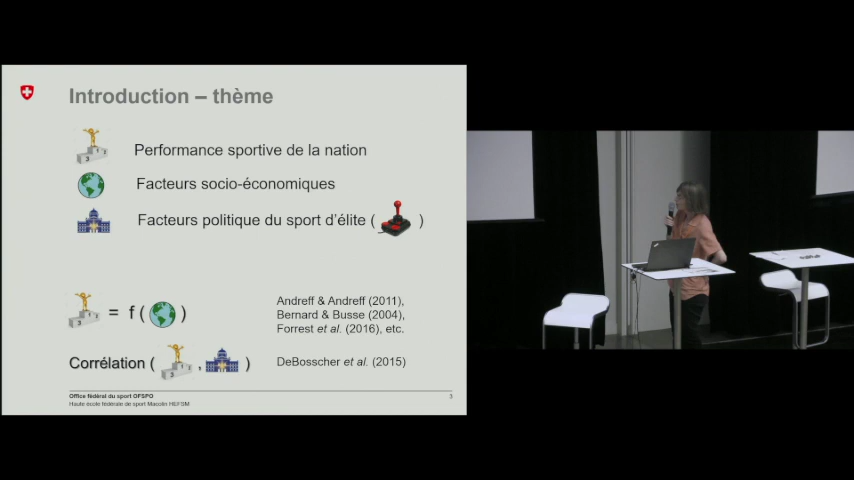 Introduction – thème
Performance sportive de la nation
Facteurs socio-économiques
Facteurs politique du sport d'élite ( )
= f ( )
Andreff & Andreff (2011),
Bernard & Busse (2004),
Forrest et al. (2016), etc.
Corrélation ( , )
DeBosscher et al. (2015)
Office fédéral du sport OFSPO
Haute école fédérale de sport Macolin HEFSM
3